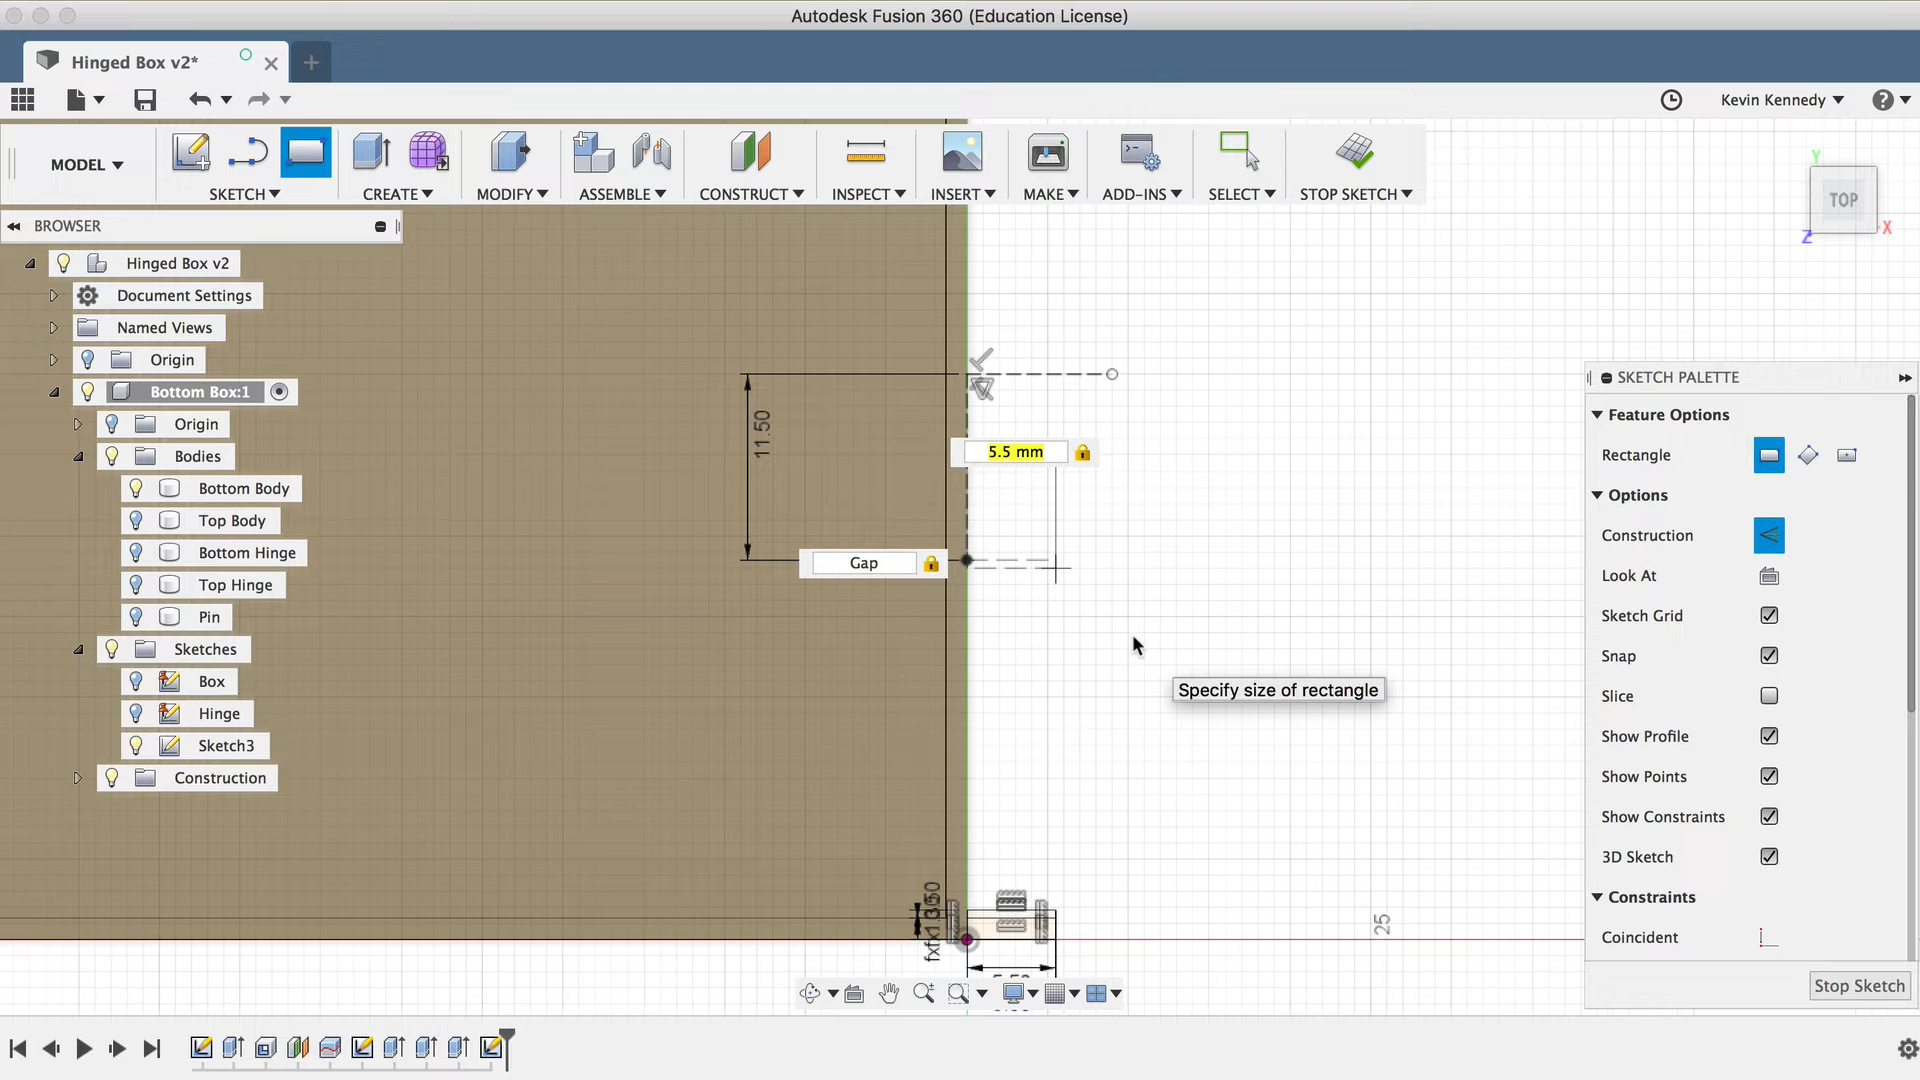 Autodesk Fusion 360 (Education License)
Hinged Box v2*
Kevin Kennedy
MODEL
SKETCH
CREATE
MODIFY
ASSEMBLE
CONSTRUCT
INSPECT
INSERT
MAKE
ADD-INS
SELECT
STOP SKETCH
TOP
Y
X
Z
BROWSER
Hinged Box v2
Document Settings
Named Views
Origin
Bottom Box:1
Origin
Bodies
Bottom Body
Top Body
Bottom Hinge
Top Hinge
Pin
Sketches
Box
Hinge
Sketch3
Construction
11.50
5.5 mm
Gap
Specify size of rectangle
25
SKETCH PALETTE
Feature Options
Rectangle
Options
Construction
Look At
Sketch Grid
Snap
Slice
Show Profile
Show Points
Show Constraints
3D Sketch
Constraints
Coincident
Stop Sketch